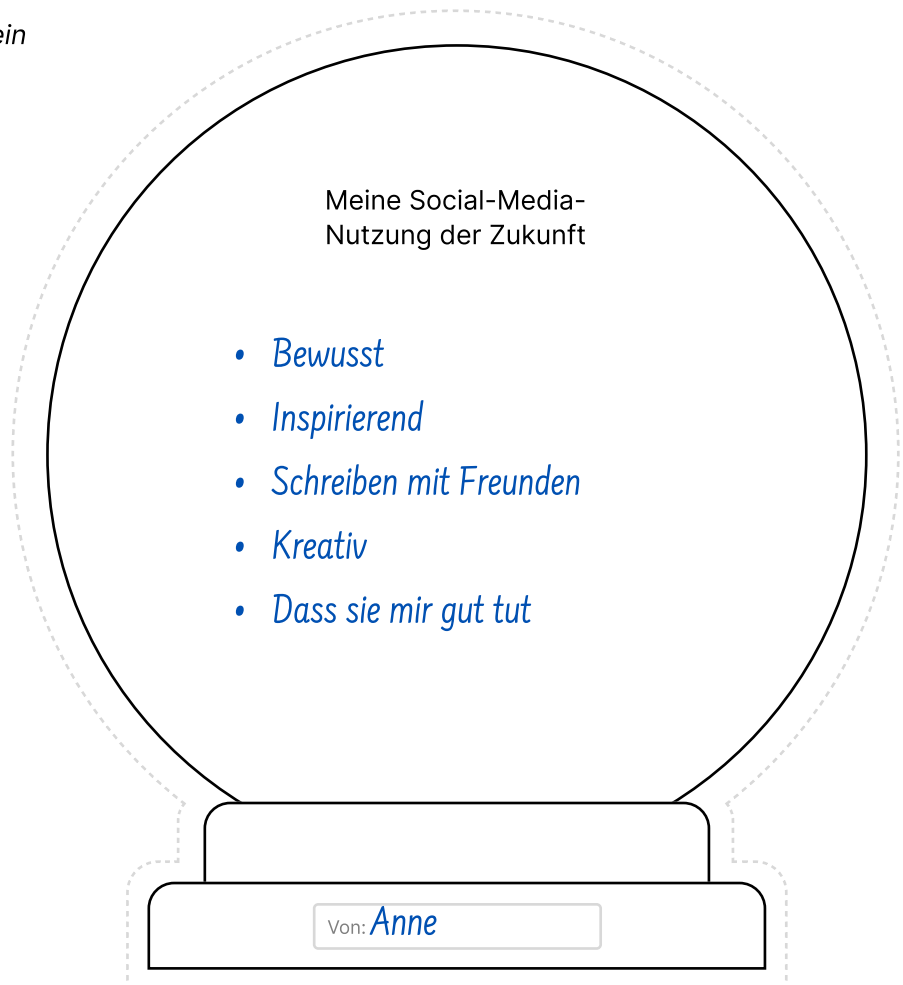 ein
Meine Social-Media-
Nutzung der Zukunft
• Bewusst
• Inspirierend
• Schreiben mit Freunden
• Kreativ
• Dass sie mir gut tut
Von: Anne